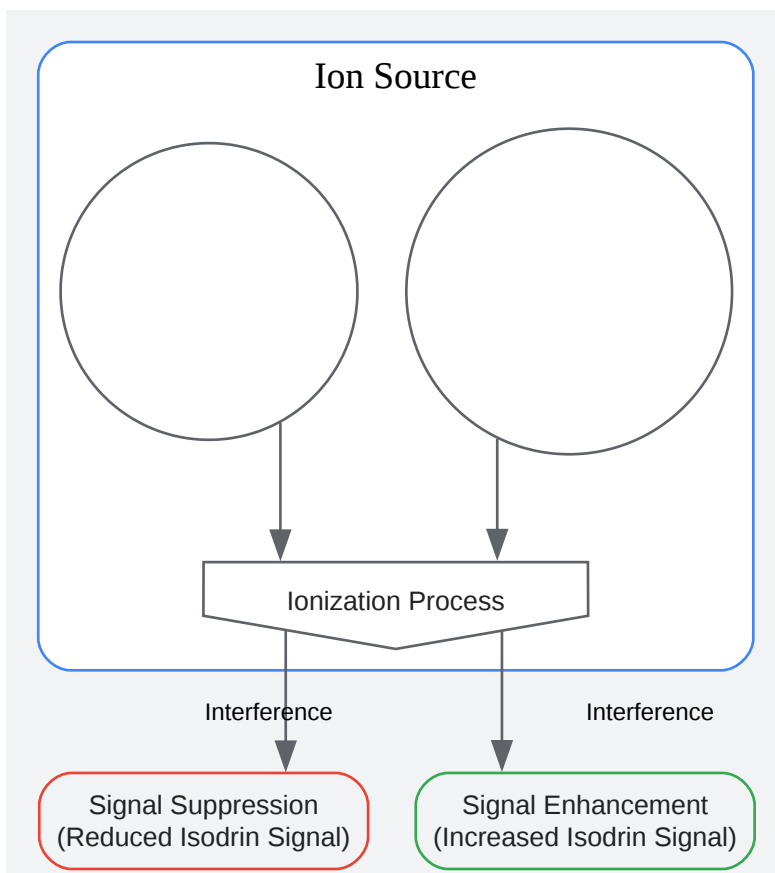 Ion Source
Ionization Process
Interference
Interference
Signal Suppression
(Reduced Isodrin Signal)
Signal Enhancement
(Increased Isodrin Signal)